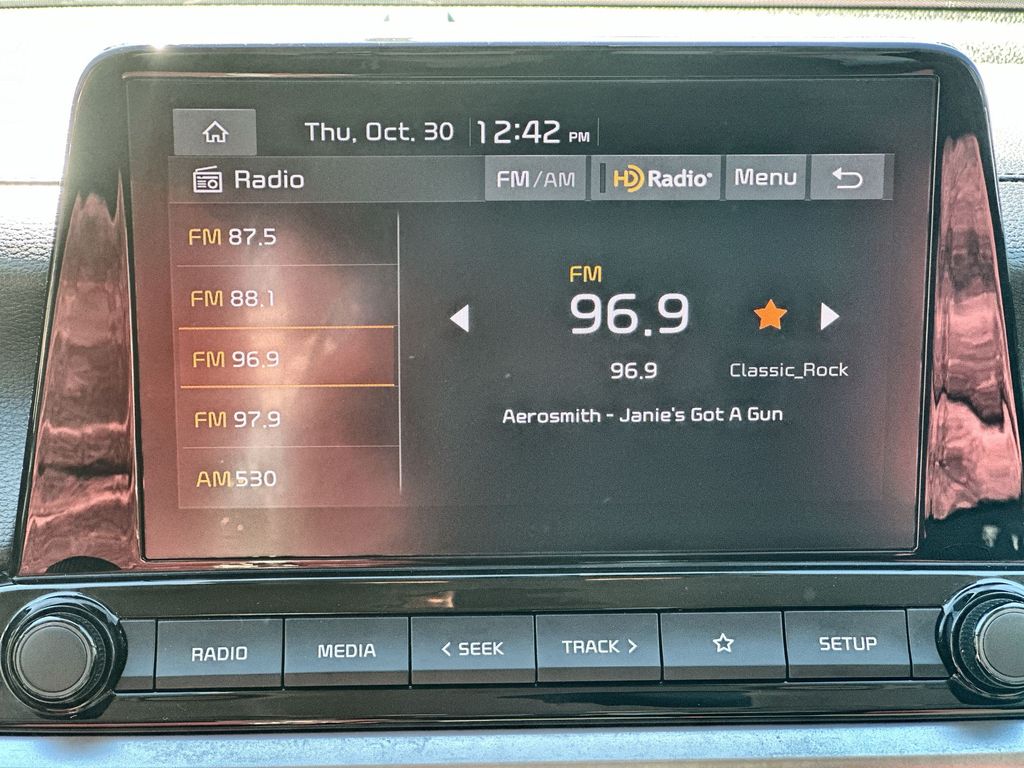 Thu, Oct. 30 12:42 PM
Radio FM/AM HD Radio Menu
FM 87.5
FM 88.1
FM 96.9
FM 97.9
AM 530
FM
96.9
96.9 Classic_Rock
Aerosmith - Janie's Got A Gun
RADIO MEDIA < SEEK TRACK > SETUP